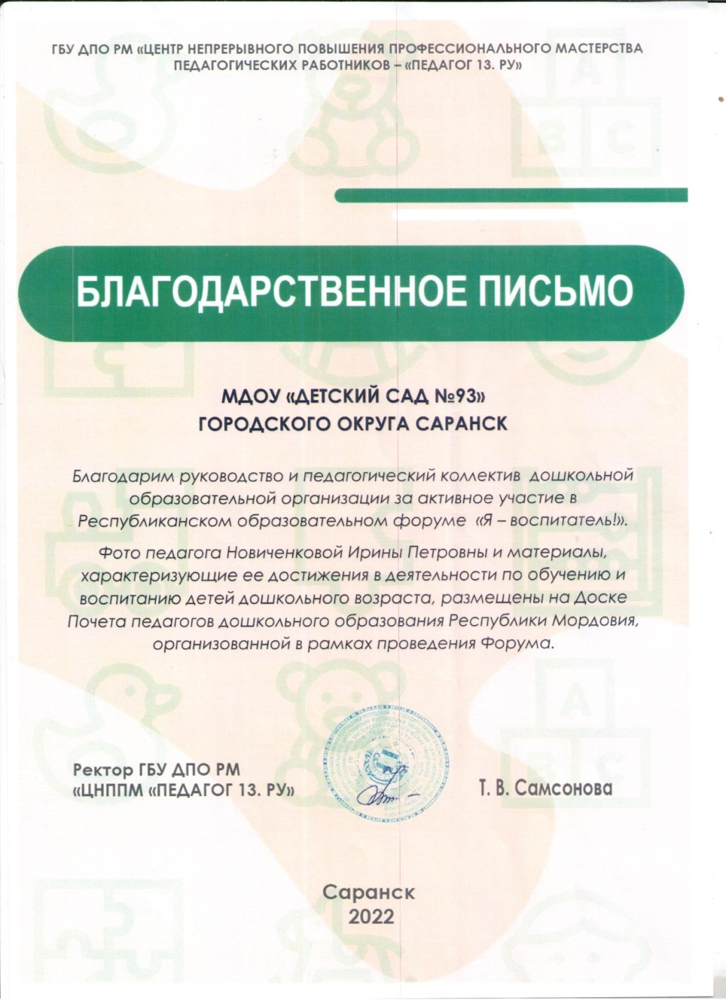 ГБУ ДПО РМ «ЦЕНТР НЕПРЕРЫВНОГО ПОВЫШЕНИЯ ПРОФЕССИОНАЛЬНОГО МАСТЕРСТВА
ПЕДАГОГИЧЕСКИХ РАБОТНИКОВ – «ПЕДАГОГ 13. РУ»
БЛАГОДАРСТВЕННОЕ ПИСЬМО
МДОУ «ДЕТСКИЙ САД №93»
ГОРОДСКОГО ОКРУГА САРАНСК
Благодарим руководство и педагогический коллектив дошкольной
образовательной организации за активное участие в
Республиканском образовательном форуме «Я – воспитатель!».
Фото педагога Новиченковой Ирины Петровны и материалы,
характеризующие ее достижения в деятельности по обучению и
воспитанию детей дошкольного возраста, размещены на Доске
Почета педагогов дошкольного образования Республики Мордовия,
организованной в рамках проведения Форума.
Ректор ГБУ ДПО РМ
«ЦНППМ «ПЕДАГОГ 13. РУ»
Т. В. Самсонова
Саранск
2022
A
B C
A
B C